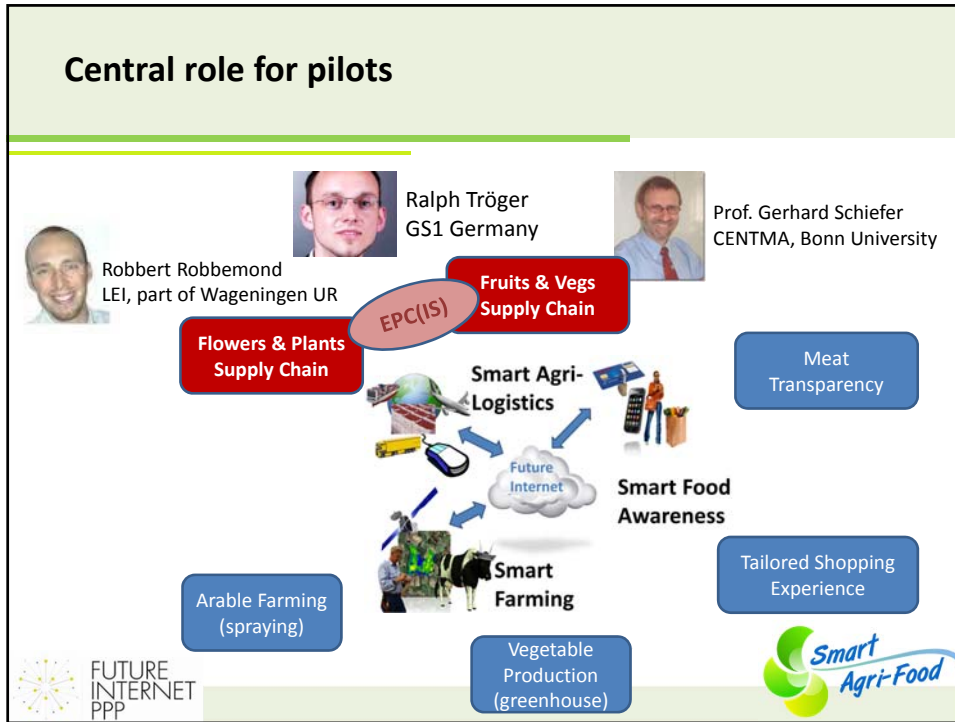 Central role for pilots
Ralph Tröger
GS1 Germany
Prof. Gerhard Schiefer
CENTMA, Bonn University
Robbert Robbemond
LEI, part of Wageningen UR
EPC(IS)
Fruits & Vegs
Supply Chain
Flowers & Plants
Supply Chain
Meat
Transparency
Smart Agri-
Logistics
Future
Internet
Smart Food
Awareness
Smart
Farming
Tailored Shopping
Experience
Arable Farming
(spraying)
Vegetable
Production
(greenhouse)
FUTURE
INTERNET
PPP
Smart
Agri-Food